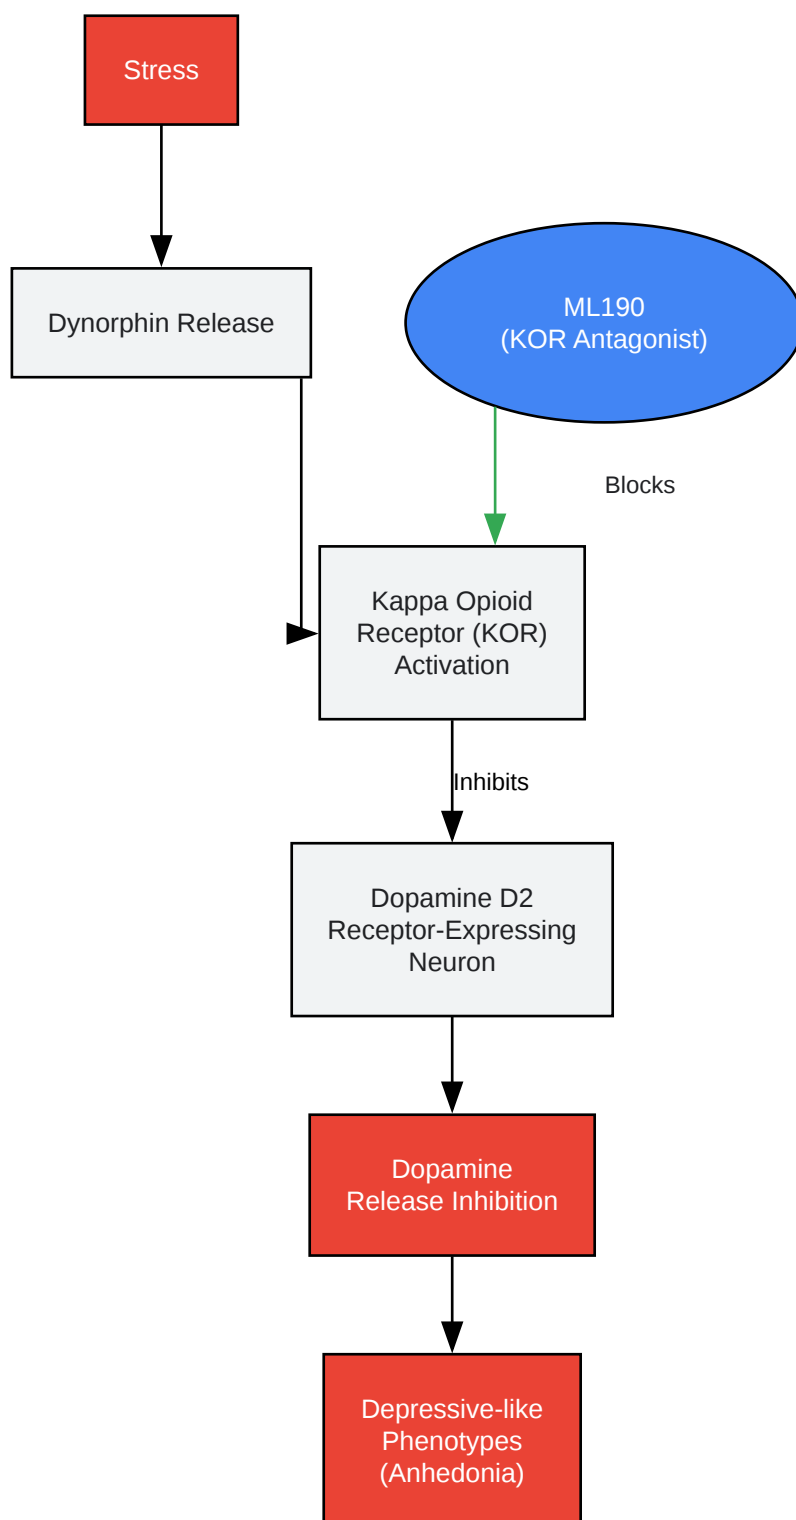 Stress
Dynorphin Release
ML190
(KOR Antagonist)
Blocks
Kappa Opioid
Receptor (KOR)
Activation
Inhibits
Dopamine D2
Receptor-Expressing
Neuron
Dopamine
Release Inhibition
Depressive-like
Phenotypes
(Anhedonia)